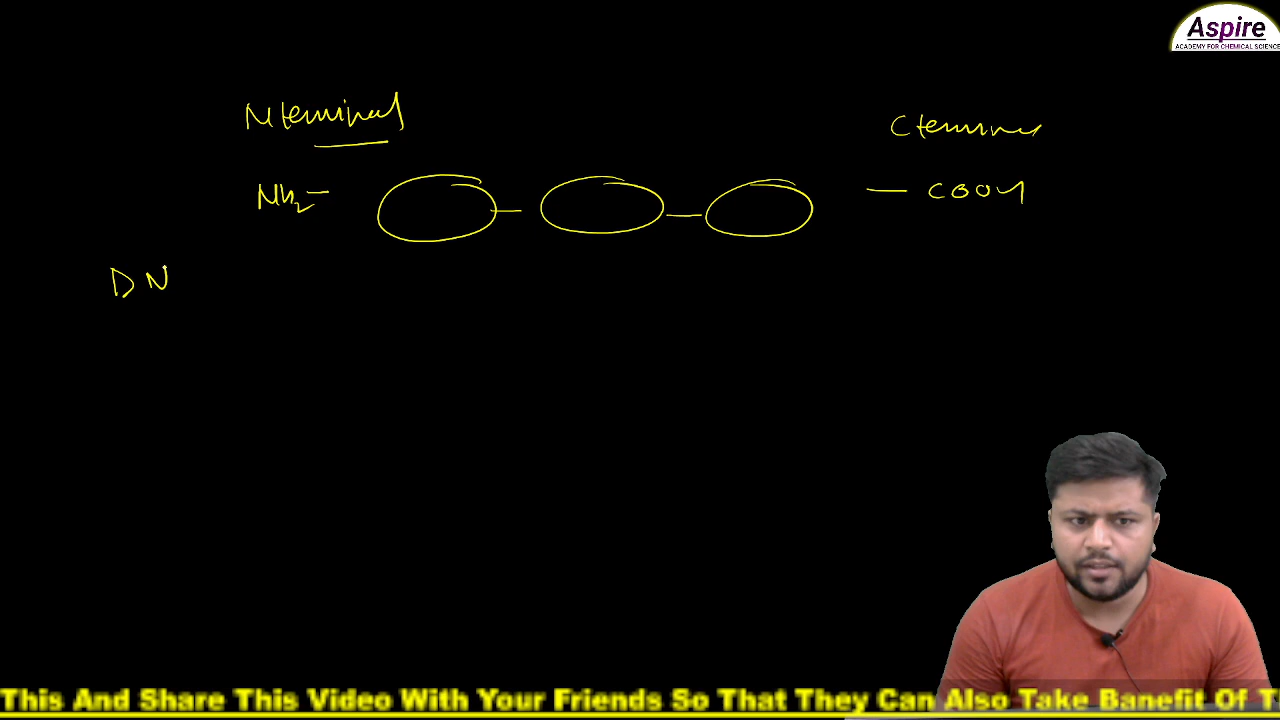 Aspire
ACADEMY FOR CHEMICAL SCIENCE
N terminal
C terminal
NH2-
- COOH
DN
This And Share This Video With Your Friends So That They Can Also Take Banefit Of T